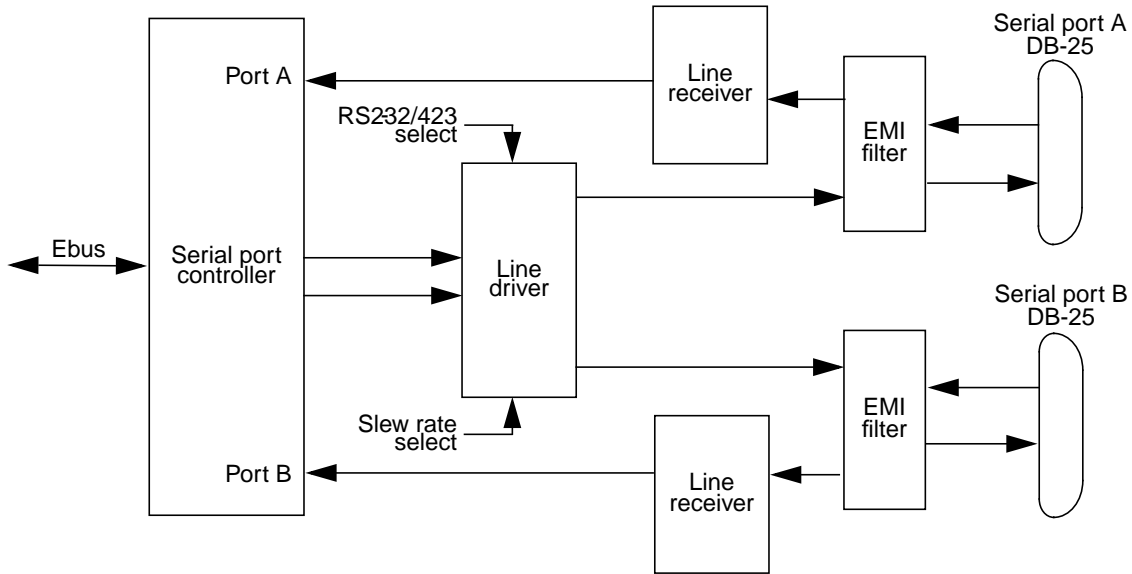 Serial port A
DB-25
Port A
Line
receiver
RS232/423
select
EMI
filter
Ebus
Serial port
controller
Line
driver
Serial port B
DB-25
Slew rate
select
EMI
filter
Port B
Line
receiver